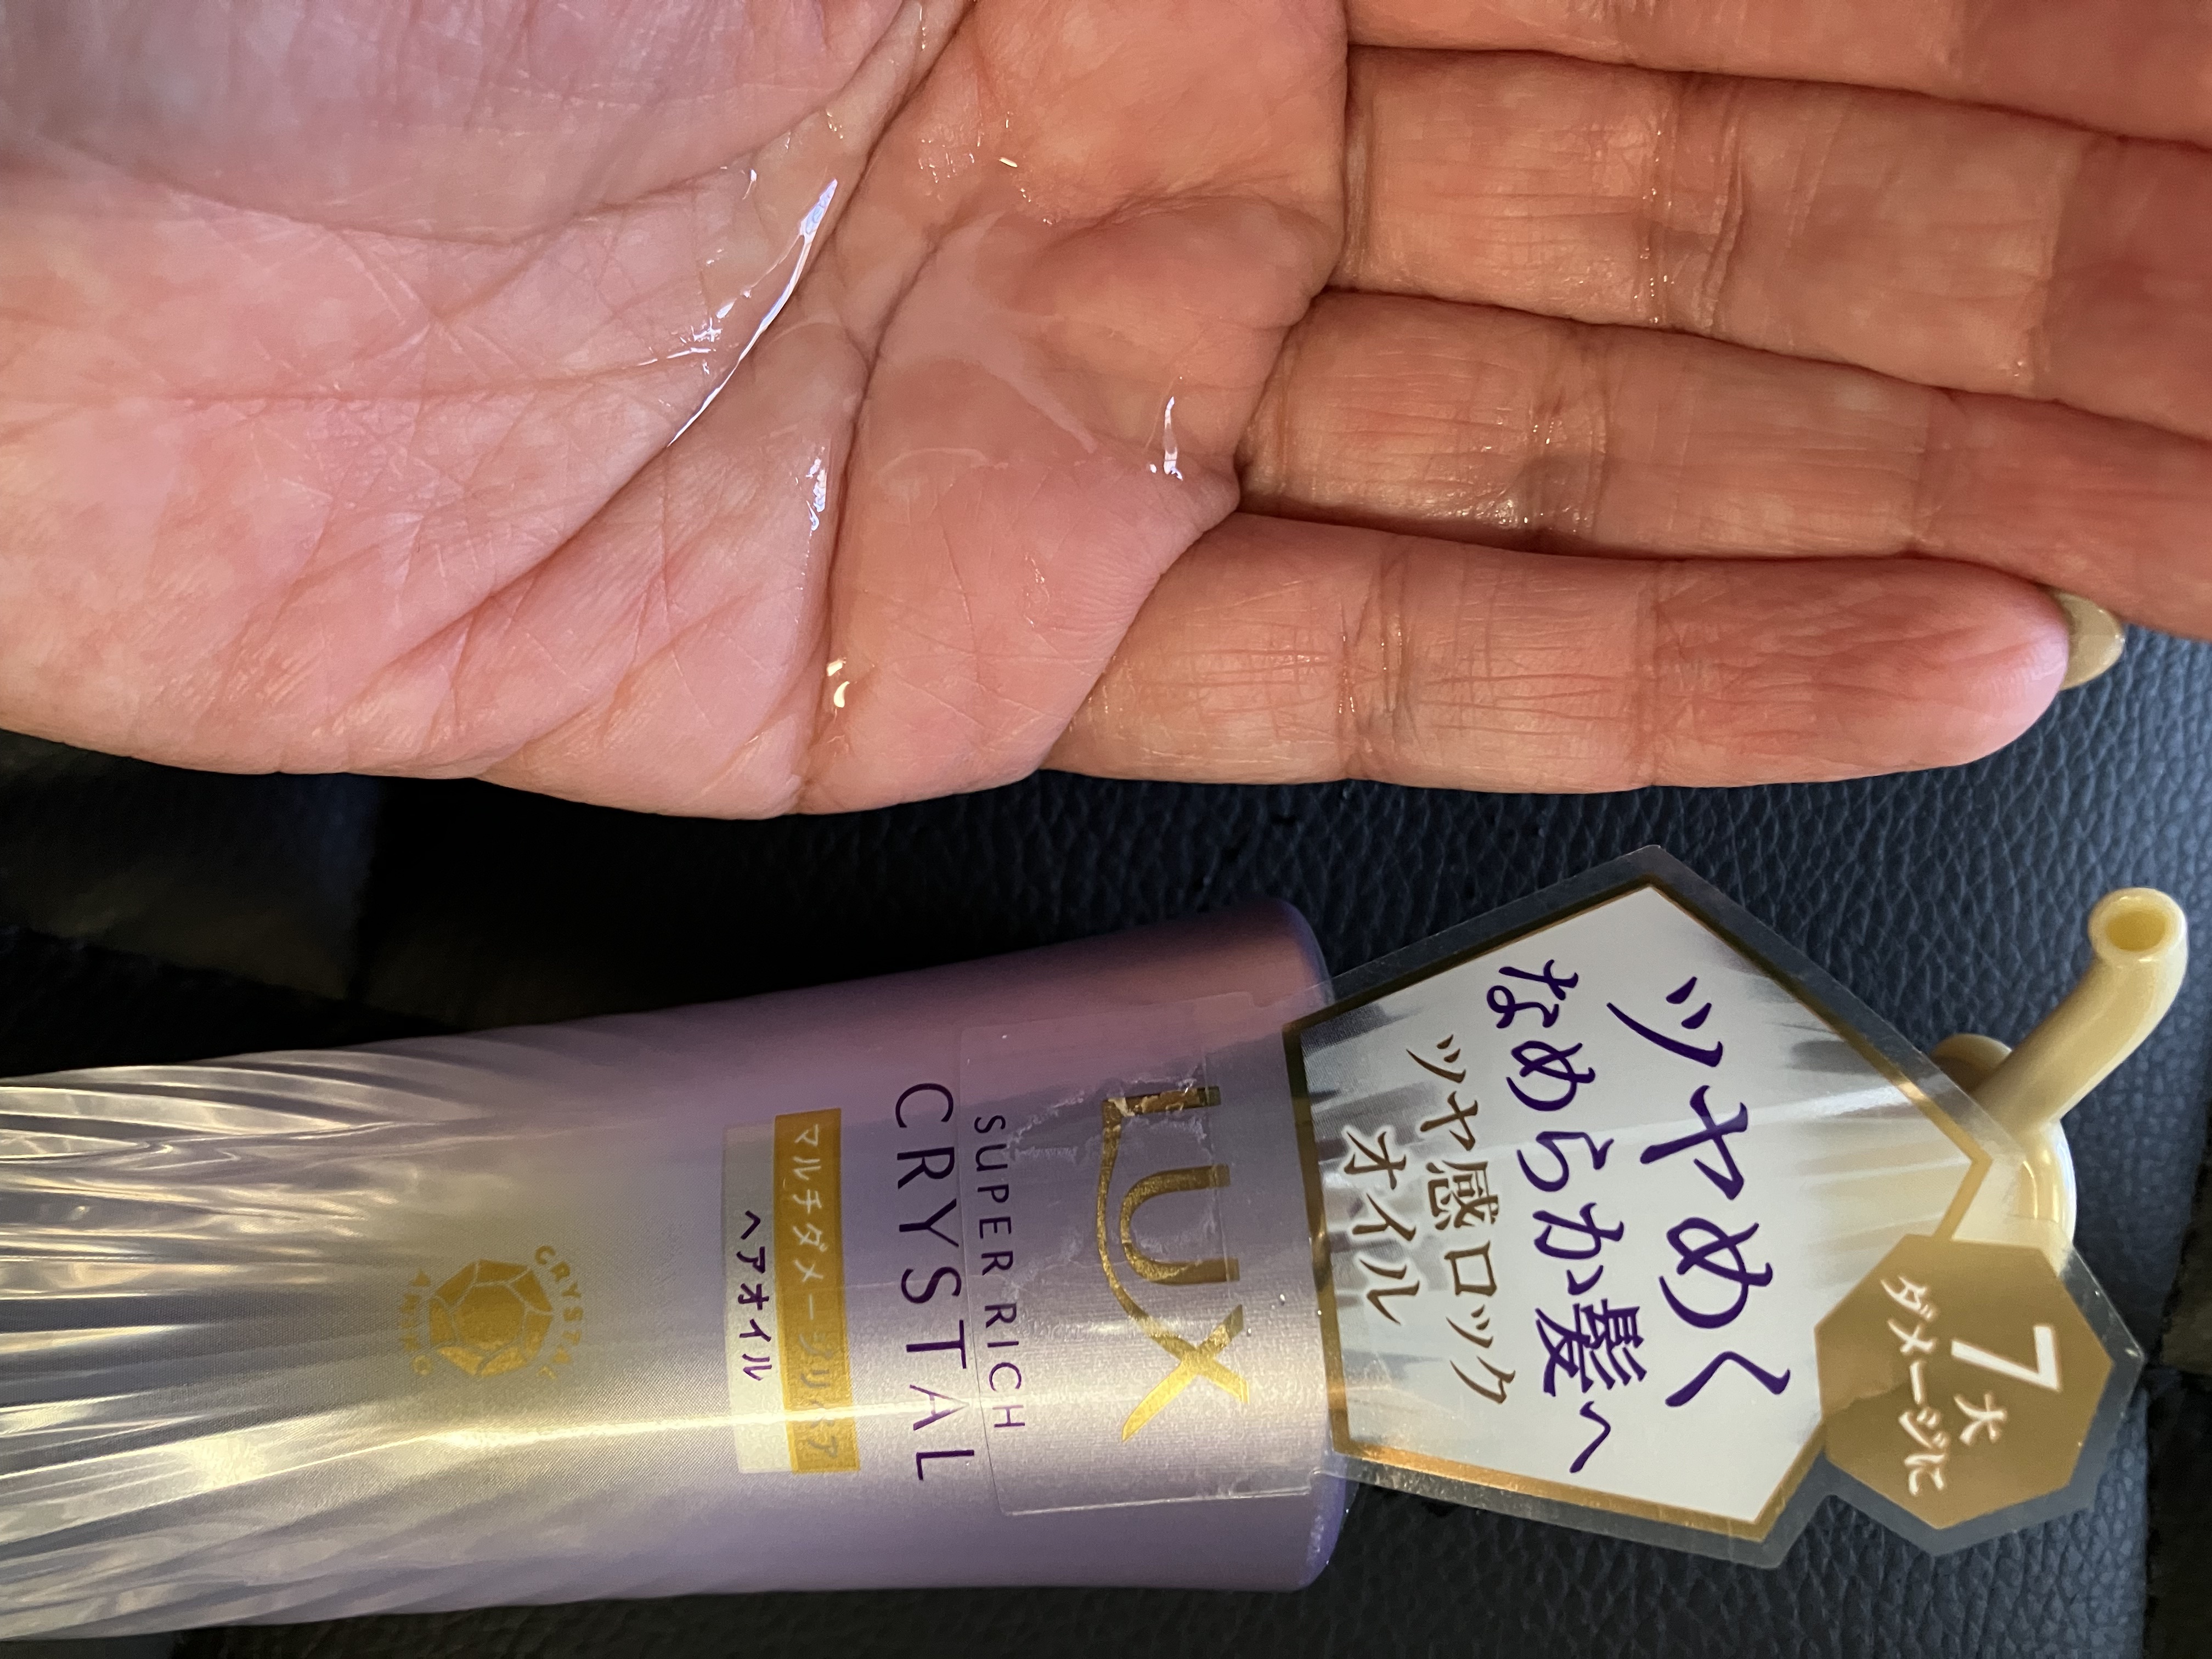 7大
ダメージに
ツヤめく
なめらか髪へ
ツヤ感ロック
オイル
LUX
SUPER RICH
CRYSTAL
マルチダメージリペア
ヘアオイル
CRYSTAL